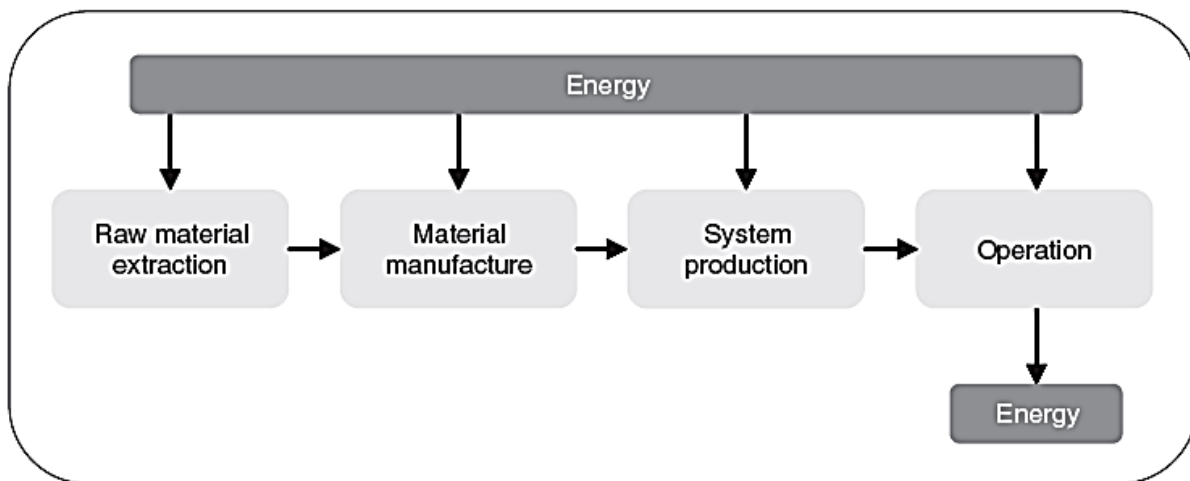 Energy
Raw material
extraction
Material
manufacture
System
production
Operation
Energy